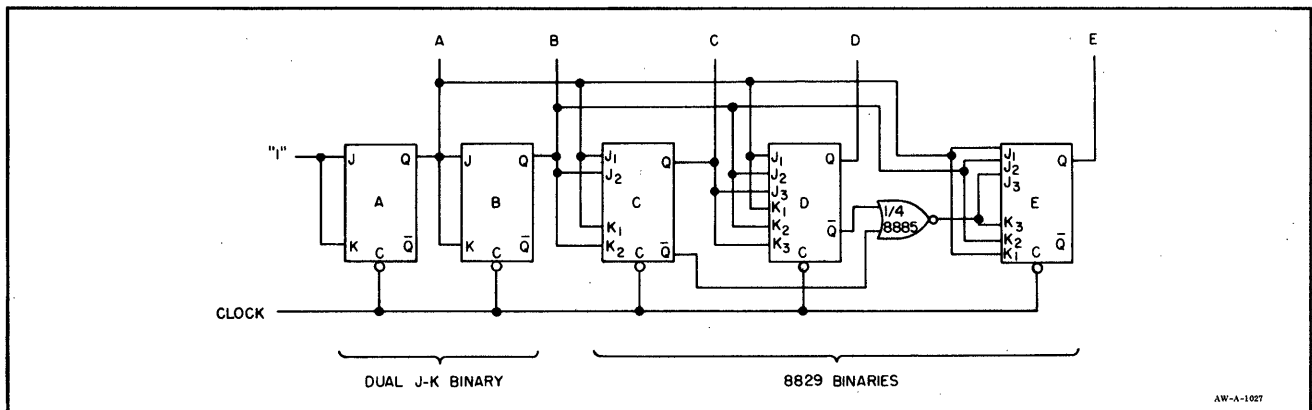 A B C D E
"1"
J Q J Q J₁ Q J₁ Q J₁ Q
J₂ J₂ J₂
J₃ J₃
A B C D E
K₁ K₁ K₃
K₂ K₂ K₂
K₃ K₁
K C Q̅ K C Q̅ C Q̅ C Q̅ C Q̅
1/4
8885
CLOCK
DUAL J-K BINARY 8829 BINARIES
AW-A-1027